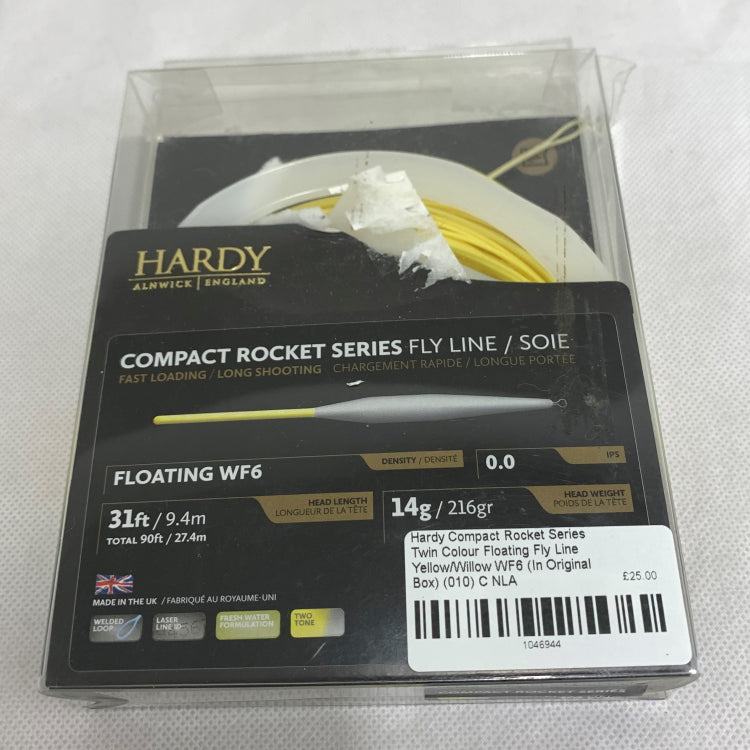 HARDY
ALNWICK | ENGLAND
COMPACT ROCKET SERIES FLY LINE / SOIE
FAST LOADING / LONG SHOOTING CHARGEMENT RAPIDE / LONGUE PORTÉE
DENSITY / DENSITÉ
IPS
FLOATING WF6
0.0
HEAD LENGTH
LONGUEUR DE LA TÊTE
HEAD WEIGHT
POIDS DE LA TÊTE
31ft / 9.4m
14g / 216gr
TOTAL 90ft / 27.4m
Hardy Compact Rocket Series
Twin Colour Floating Fly Line
Yellow/Willow WF6 (In Original
Box) (010) C NLA
£25.00
1046944
MADE IN THE UK / FABRIQUÉ AU ROYAUME-UNI
WELDED
LOOP
LASER
LINE ID
FRESH WATER
FORMULATION
TWO
TONE
COMPACT ROCKET SERIES